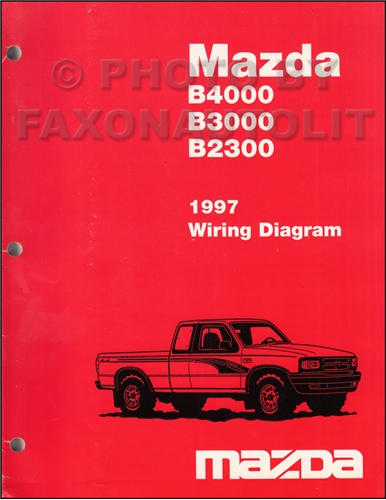 Mazda
B4000
B3000
B2300
© PHOTO BY
FAXONAUTOLIT
1997
Wiring Diagram
mazda